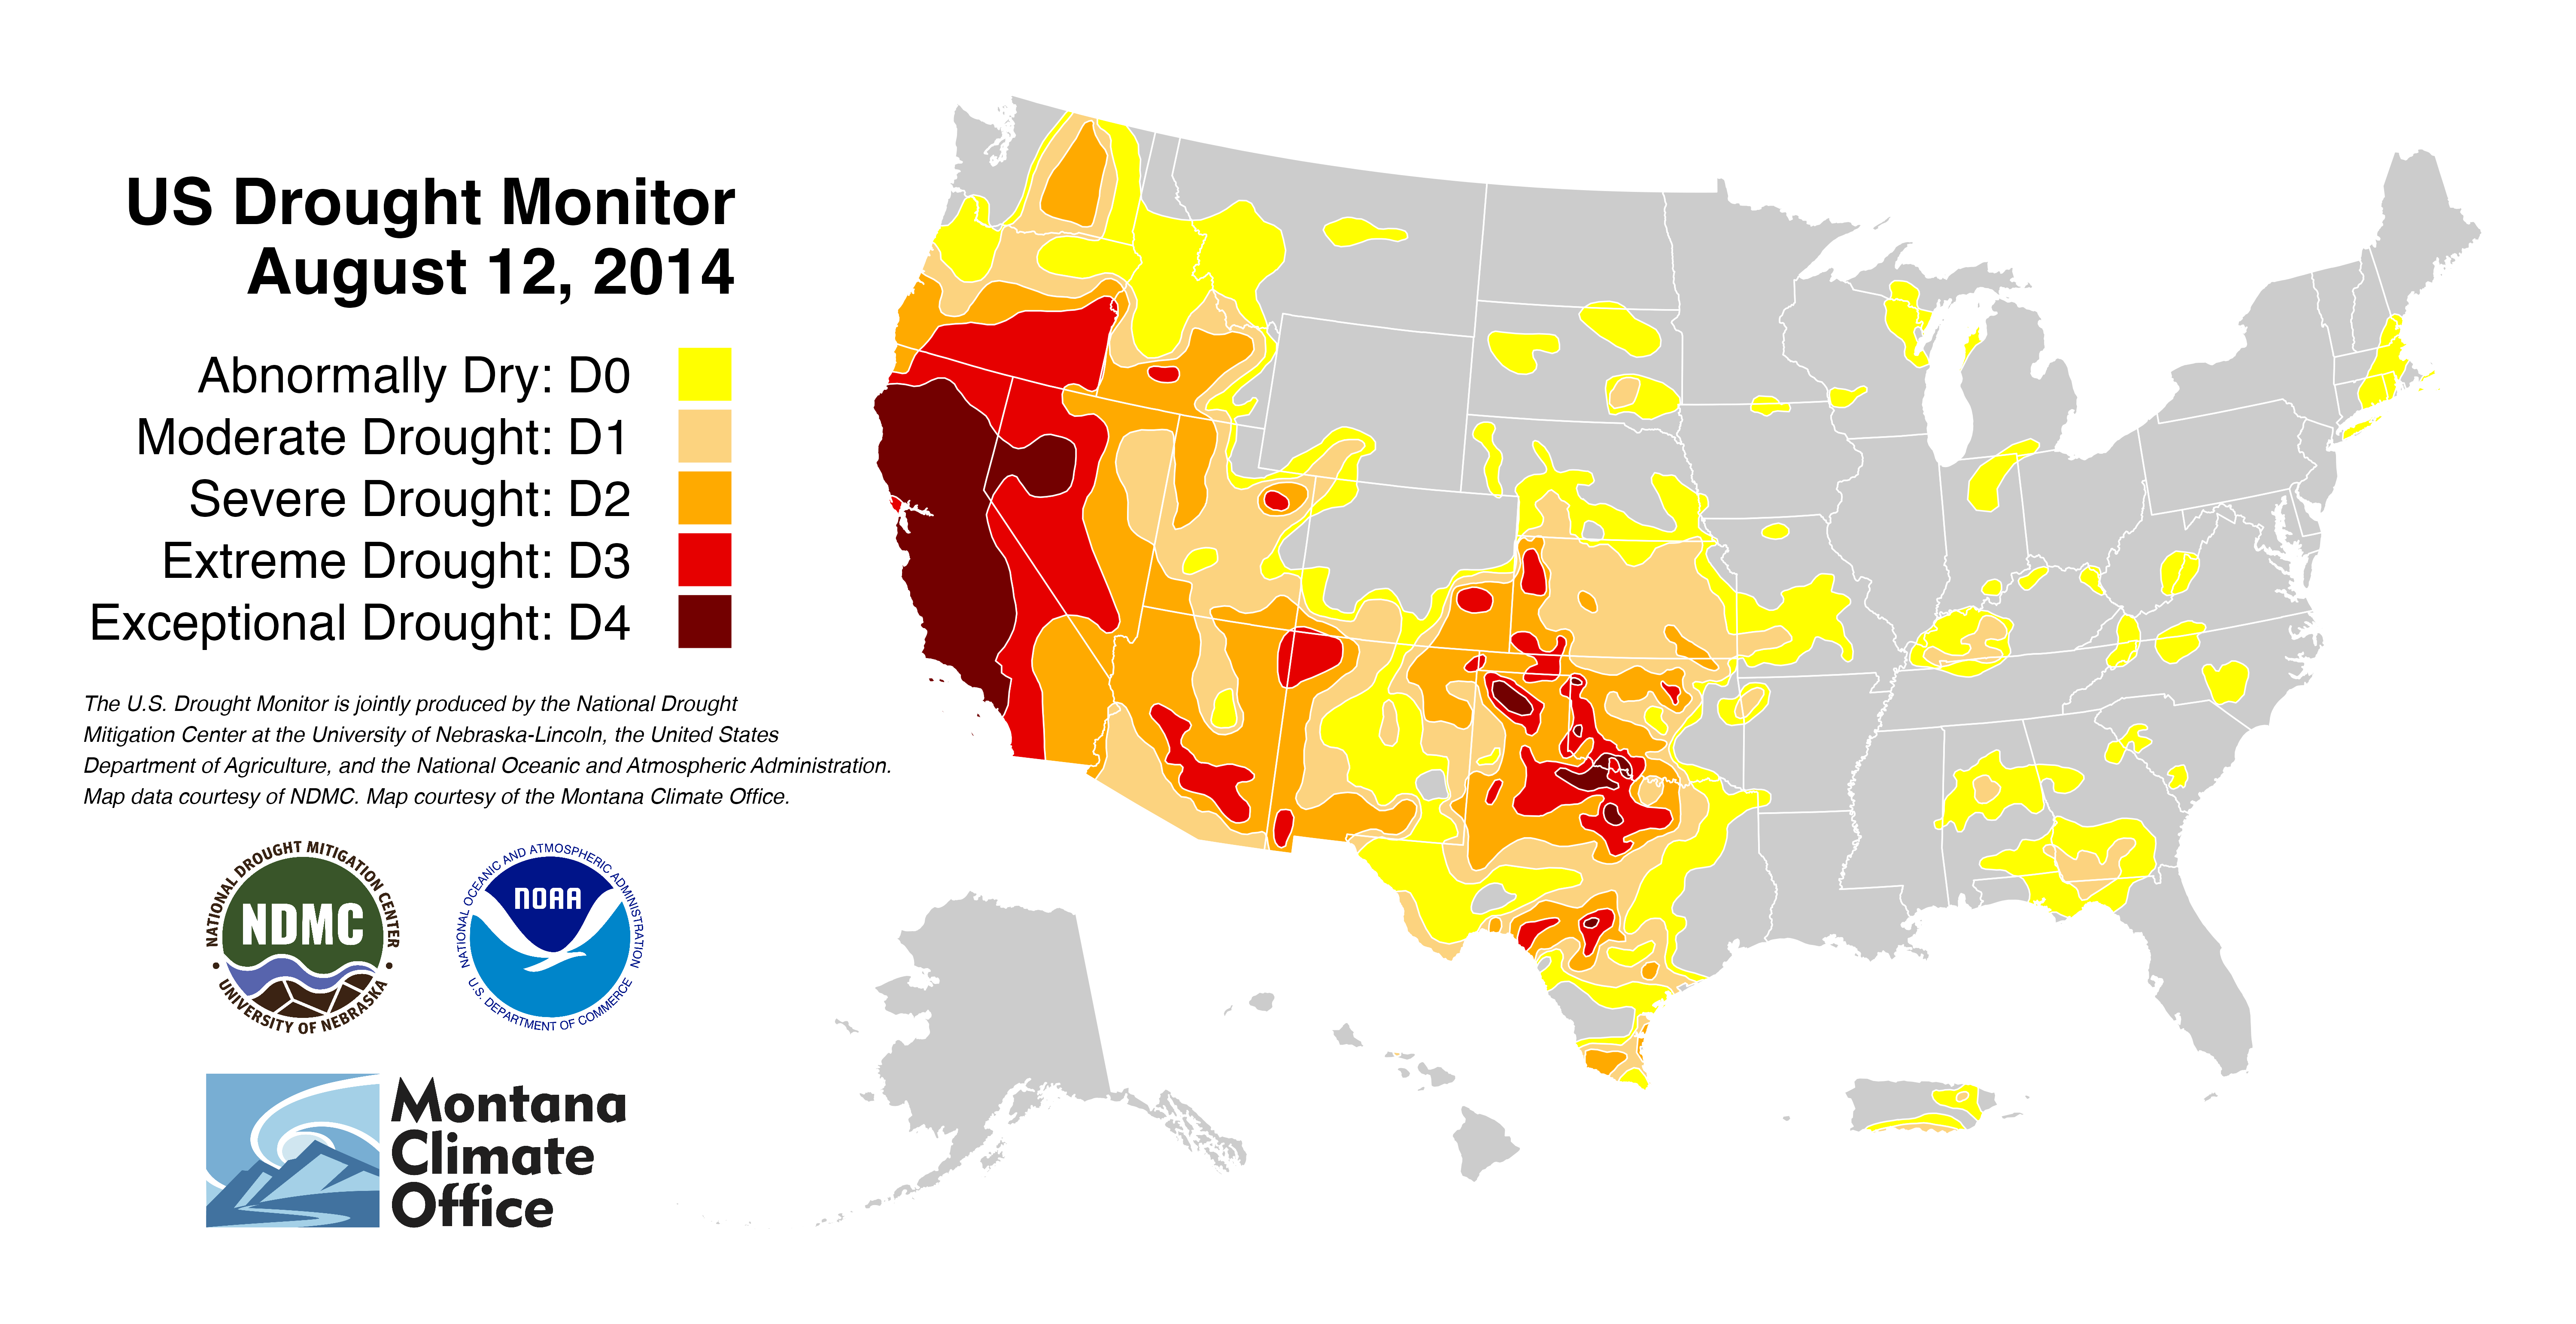 US Drought Monitor
August 12, 2014
Abnormally Dry: D0
Moderate Drought: D1
Severe Drought: D2
Extreme Drought: D3
Exceptional Drought: D4
The U.S. Drought Monitor is jointly produced by the National Drought
Mitigation Center at the University of Nebraska-Lincoln, the United States
Department of Agriculture, and the National Oceanic and Atmospheric Administration.
Map data courtesy of NDMC. Map courtesy of the Montana Climate Office.
NATIONAL DROUGHT MITIGATION CENTER
NDMC
• UNIVERSITY OF NEBRASKA •
NATIONAL OCEANIC AND ATMOSPHERIC ADMINISTRATION
NOAA
U.S. DEPARTMENT OF COMMERCE
Montana
Climate
Office